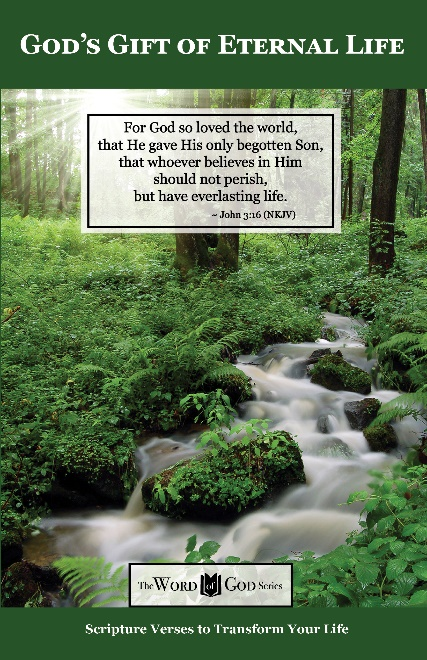 God's Gift of Eternal Life
For God so loved the world,
that He gave His only begotten Son,
that whoever believes in Him
should not perish,
but have everlasting life.
~ John 3:16 (NKJV)
The Word of God Series
Scripture Verses to Transform Your Life